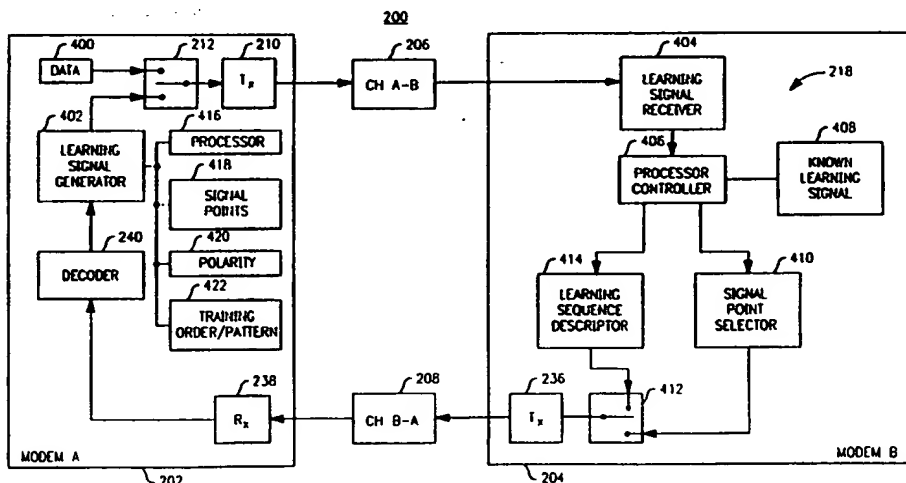 200
400
212
210
206
404
218
DATA
Tx
CH A-B
LEARNING
SIGNAL
RECEIVER
402
416
406
408
LEARNING
SIGNAL
GENERATOR
PROCESSOR
418
SIGNAL
POINTS
PROCESSOR
CONTROLLER
KNOWN
LEARNING
SIGNAL
240
420
414
410
DECODER
POLARITY
422
TRAINING
ORDER/PATTERN
LEARNING
SEQUENCE
DESCRIPTOR
SIGNAL
POINT
SELECTOR
238
208
236
412
Rx
CH B-A
Tx
MODEM A
MODEM B
202
204